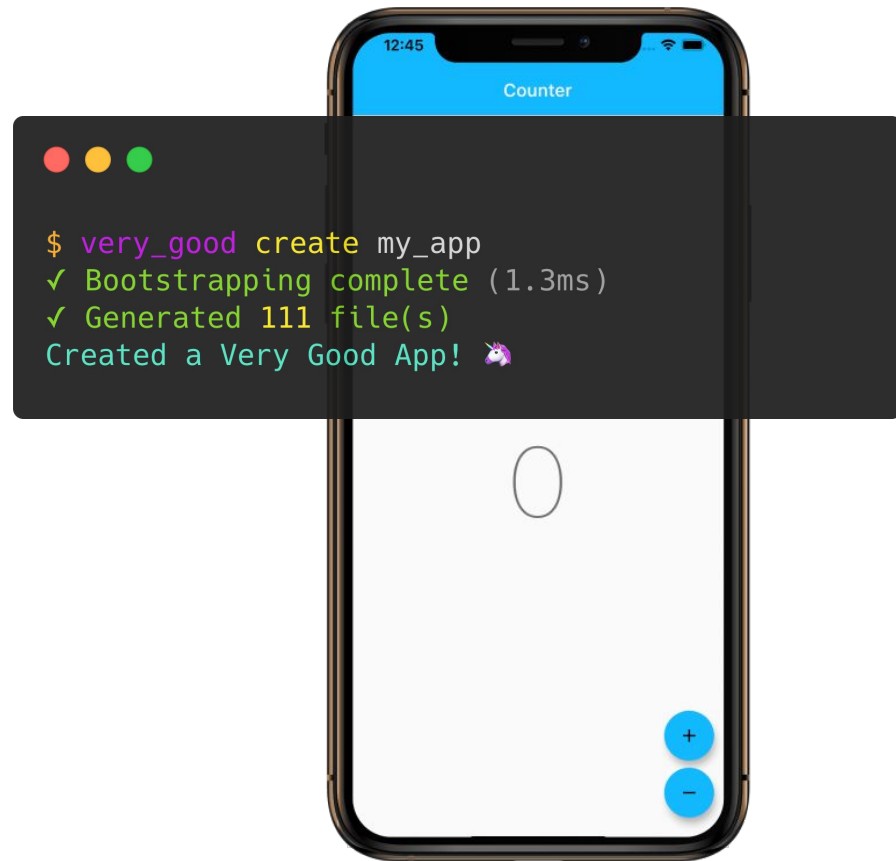 12:45
Counter
$ very_good create my_app
✓ Bootstrapping complete (1.3ms)
✓ Generated 111 file(s)
Created a Very Good App! 🦄
0
+
−